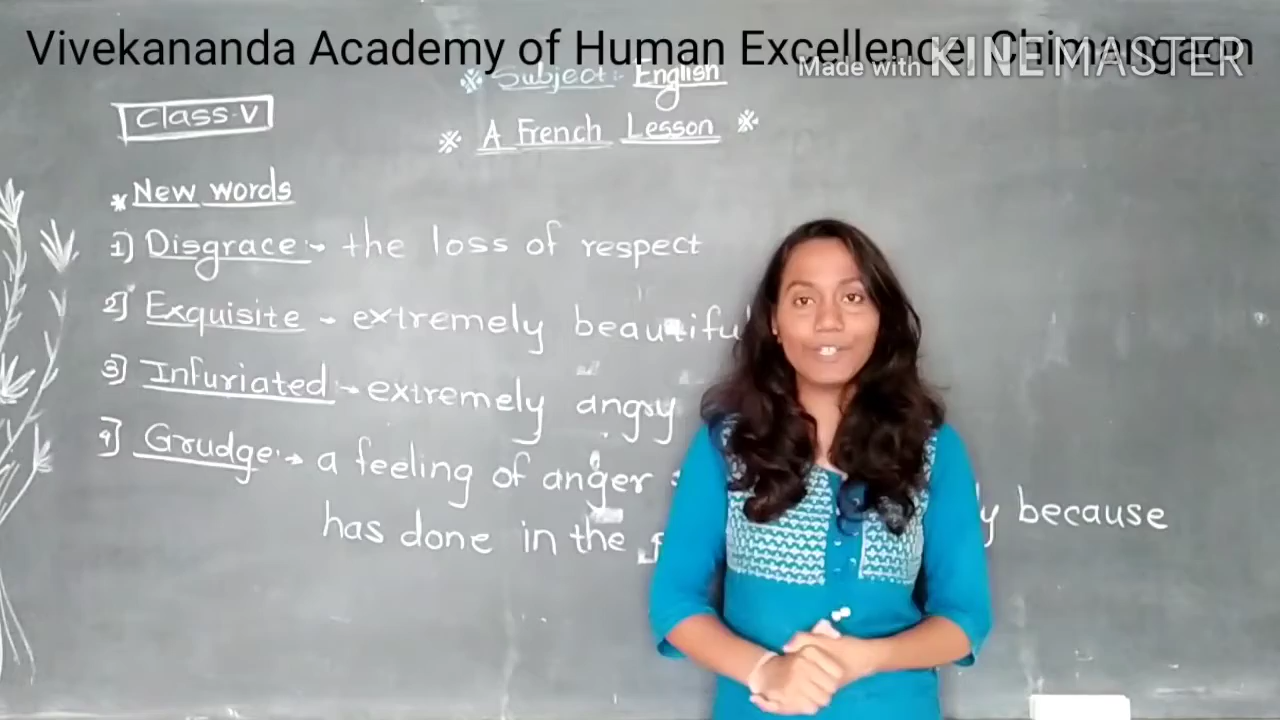 Vivekananda Academy of Human Excellence, Chimangaon
Made with KINEMASTER
Subject:- English
Class-V
A French Lesson
New words
1) Disgrace:- the loss of respect
2] Exquisite - extremely beautiful
3] Infuriated:- extremely angry
4] Grudge:- a feeling of anger
because
has done in the